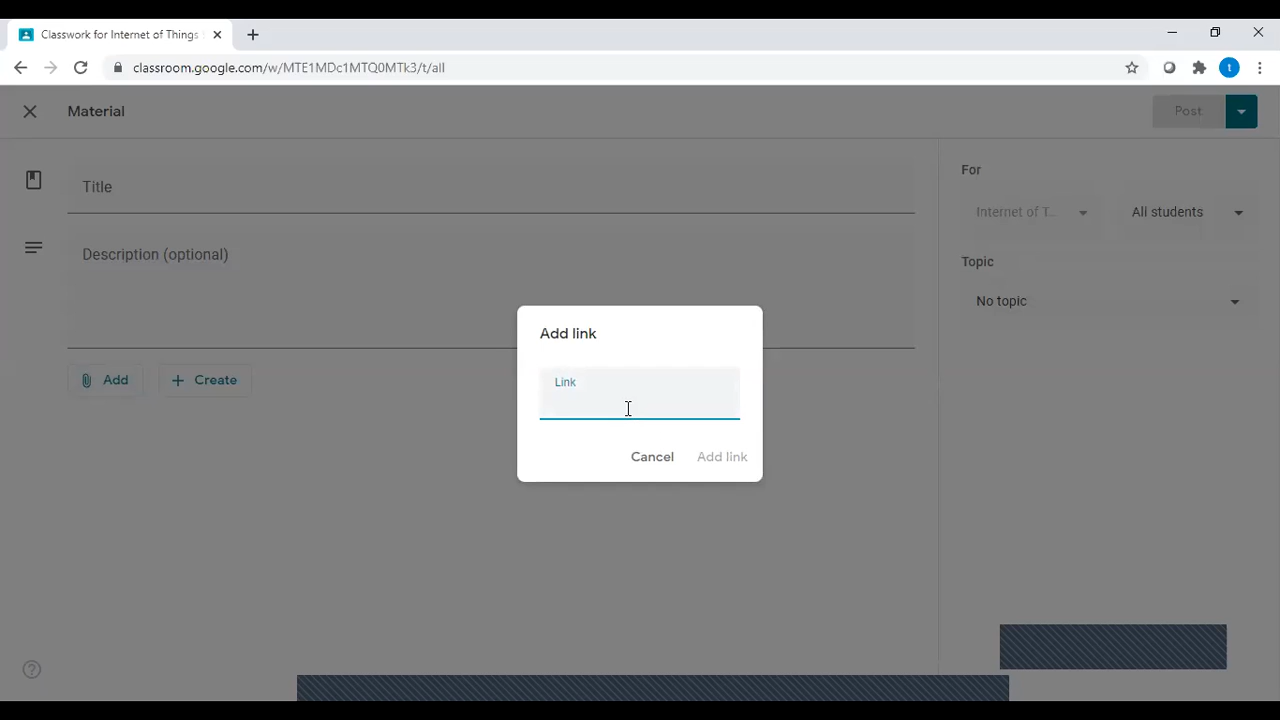 Classwork for Internet of Things
classroom.google.com/w/MTE1MDc1MTQ0MTk3/t/all
t
Material
Post
Title
For
Internet of T...
All students
Description (optional)
Topic
No topic
Add link
Link
Add
Create
Cancel
Add link